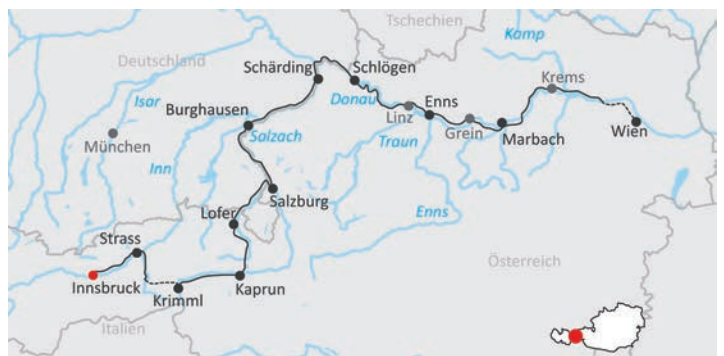 Tschechien
Kamp
Deutschland
Schärding
Schlögen
Krems
Isar
Donau
Enns
Burghausen
Linz
Grein
Wien
München
Salzach
Traun
Marbach
Inn
Salzburg
Lofer
Enns
Strass
Österreich
Innsbruck
Krimml
Kaprun
Italien